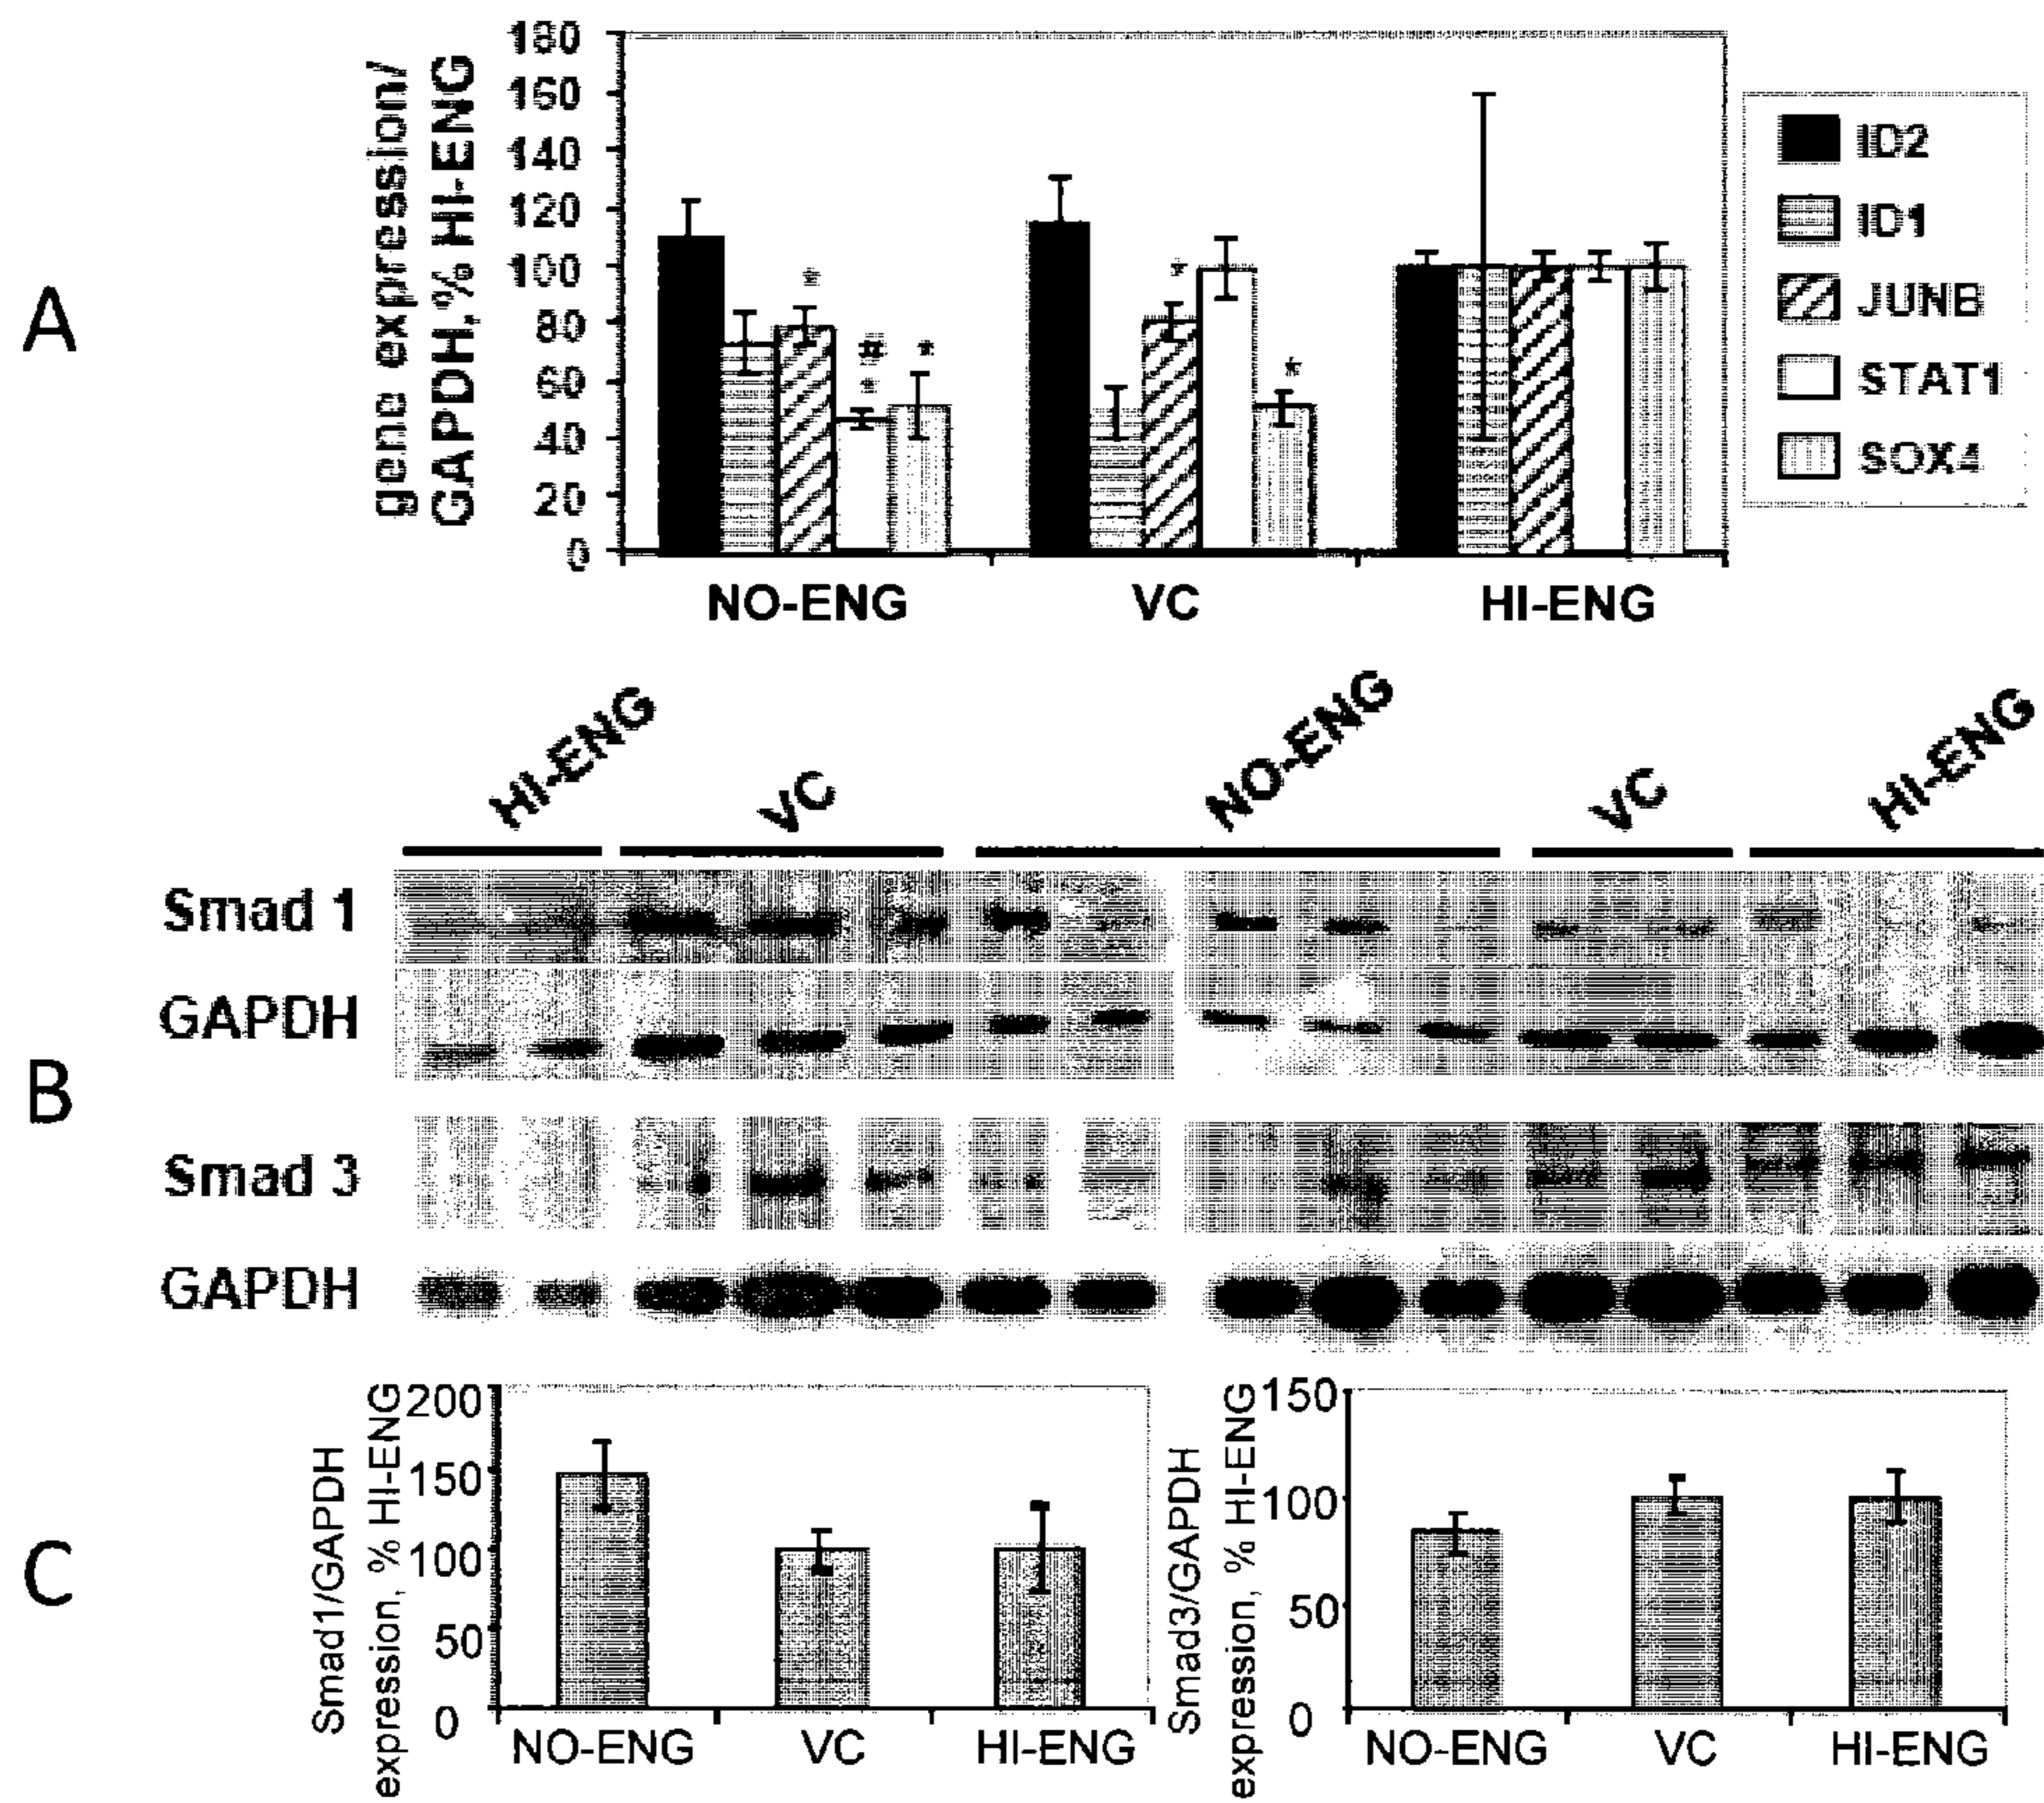 A
gene expression/
GAPDH,% HI-ENG
180
160
140
120
100
80
60
40
20
0
*
#
*
*
*
*
NO-ENG VC HI-ENG
ID2
ID1
JUNB
STAT1
SOX4
B
HI-ENG VC NO-ENG VC HI-ENG
Smad 1
GAPDH
Smad 3
GAPDH
C
Smad1/GAPDH
expression, % HI-ENG
200
150
100
50
0
NO-ENG VC HI-ENG
Smad3/GAPDH
expression, % HI-ENG
150
100
50
0
NO-ENG VC HI-ENG